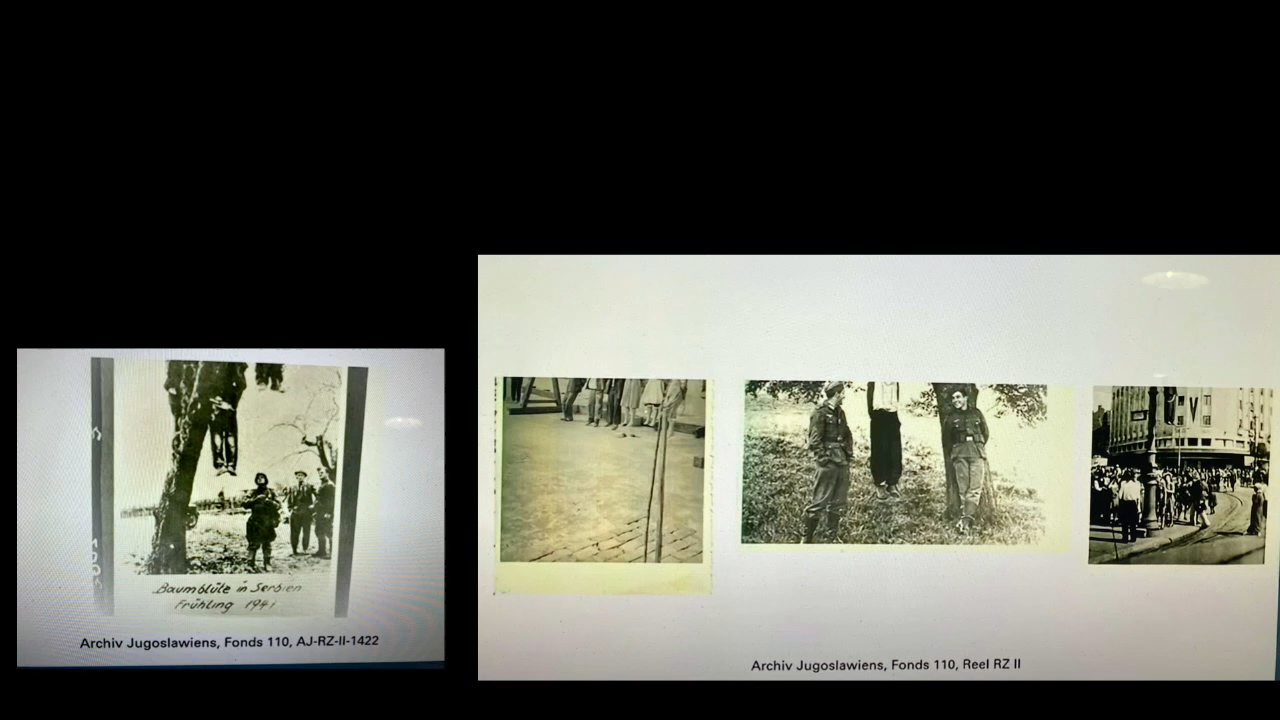 Baumblüte in Serbien
Frühling 1941
Archiv Jugoslawiens, Fonds 110, AJ-RZ-II-1422
V
Archiv Jugoslawiens, Fonds 110, Reel RZ II